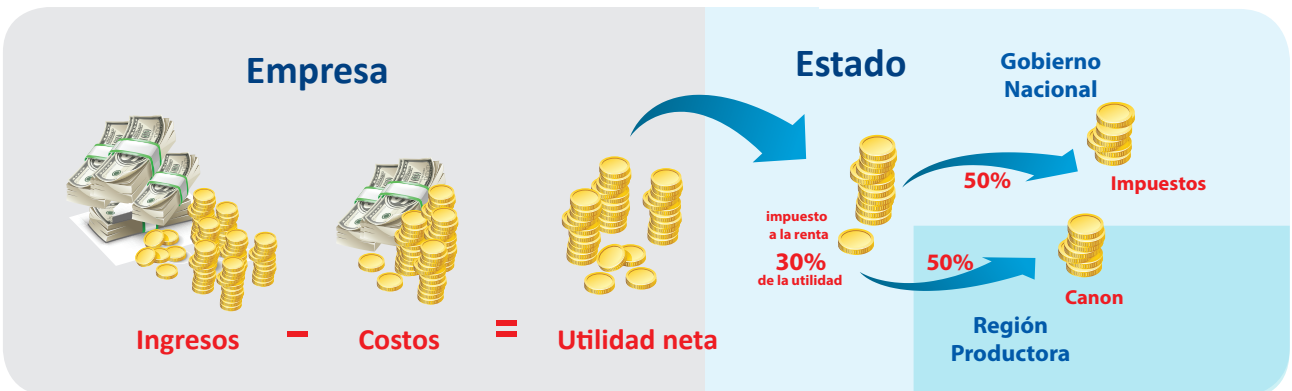 Empresa
Ingresos - Costos = Utilidad neta
Estado
impuesto
a la renta
30%
de la utilidad
Gobierno
Nacional
50%
Impuestos
50%
Canon
Región
Productora